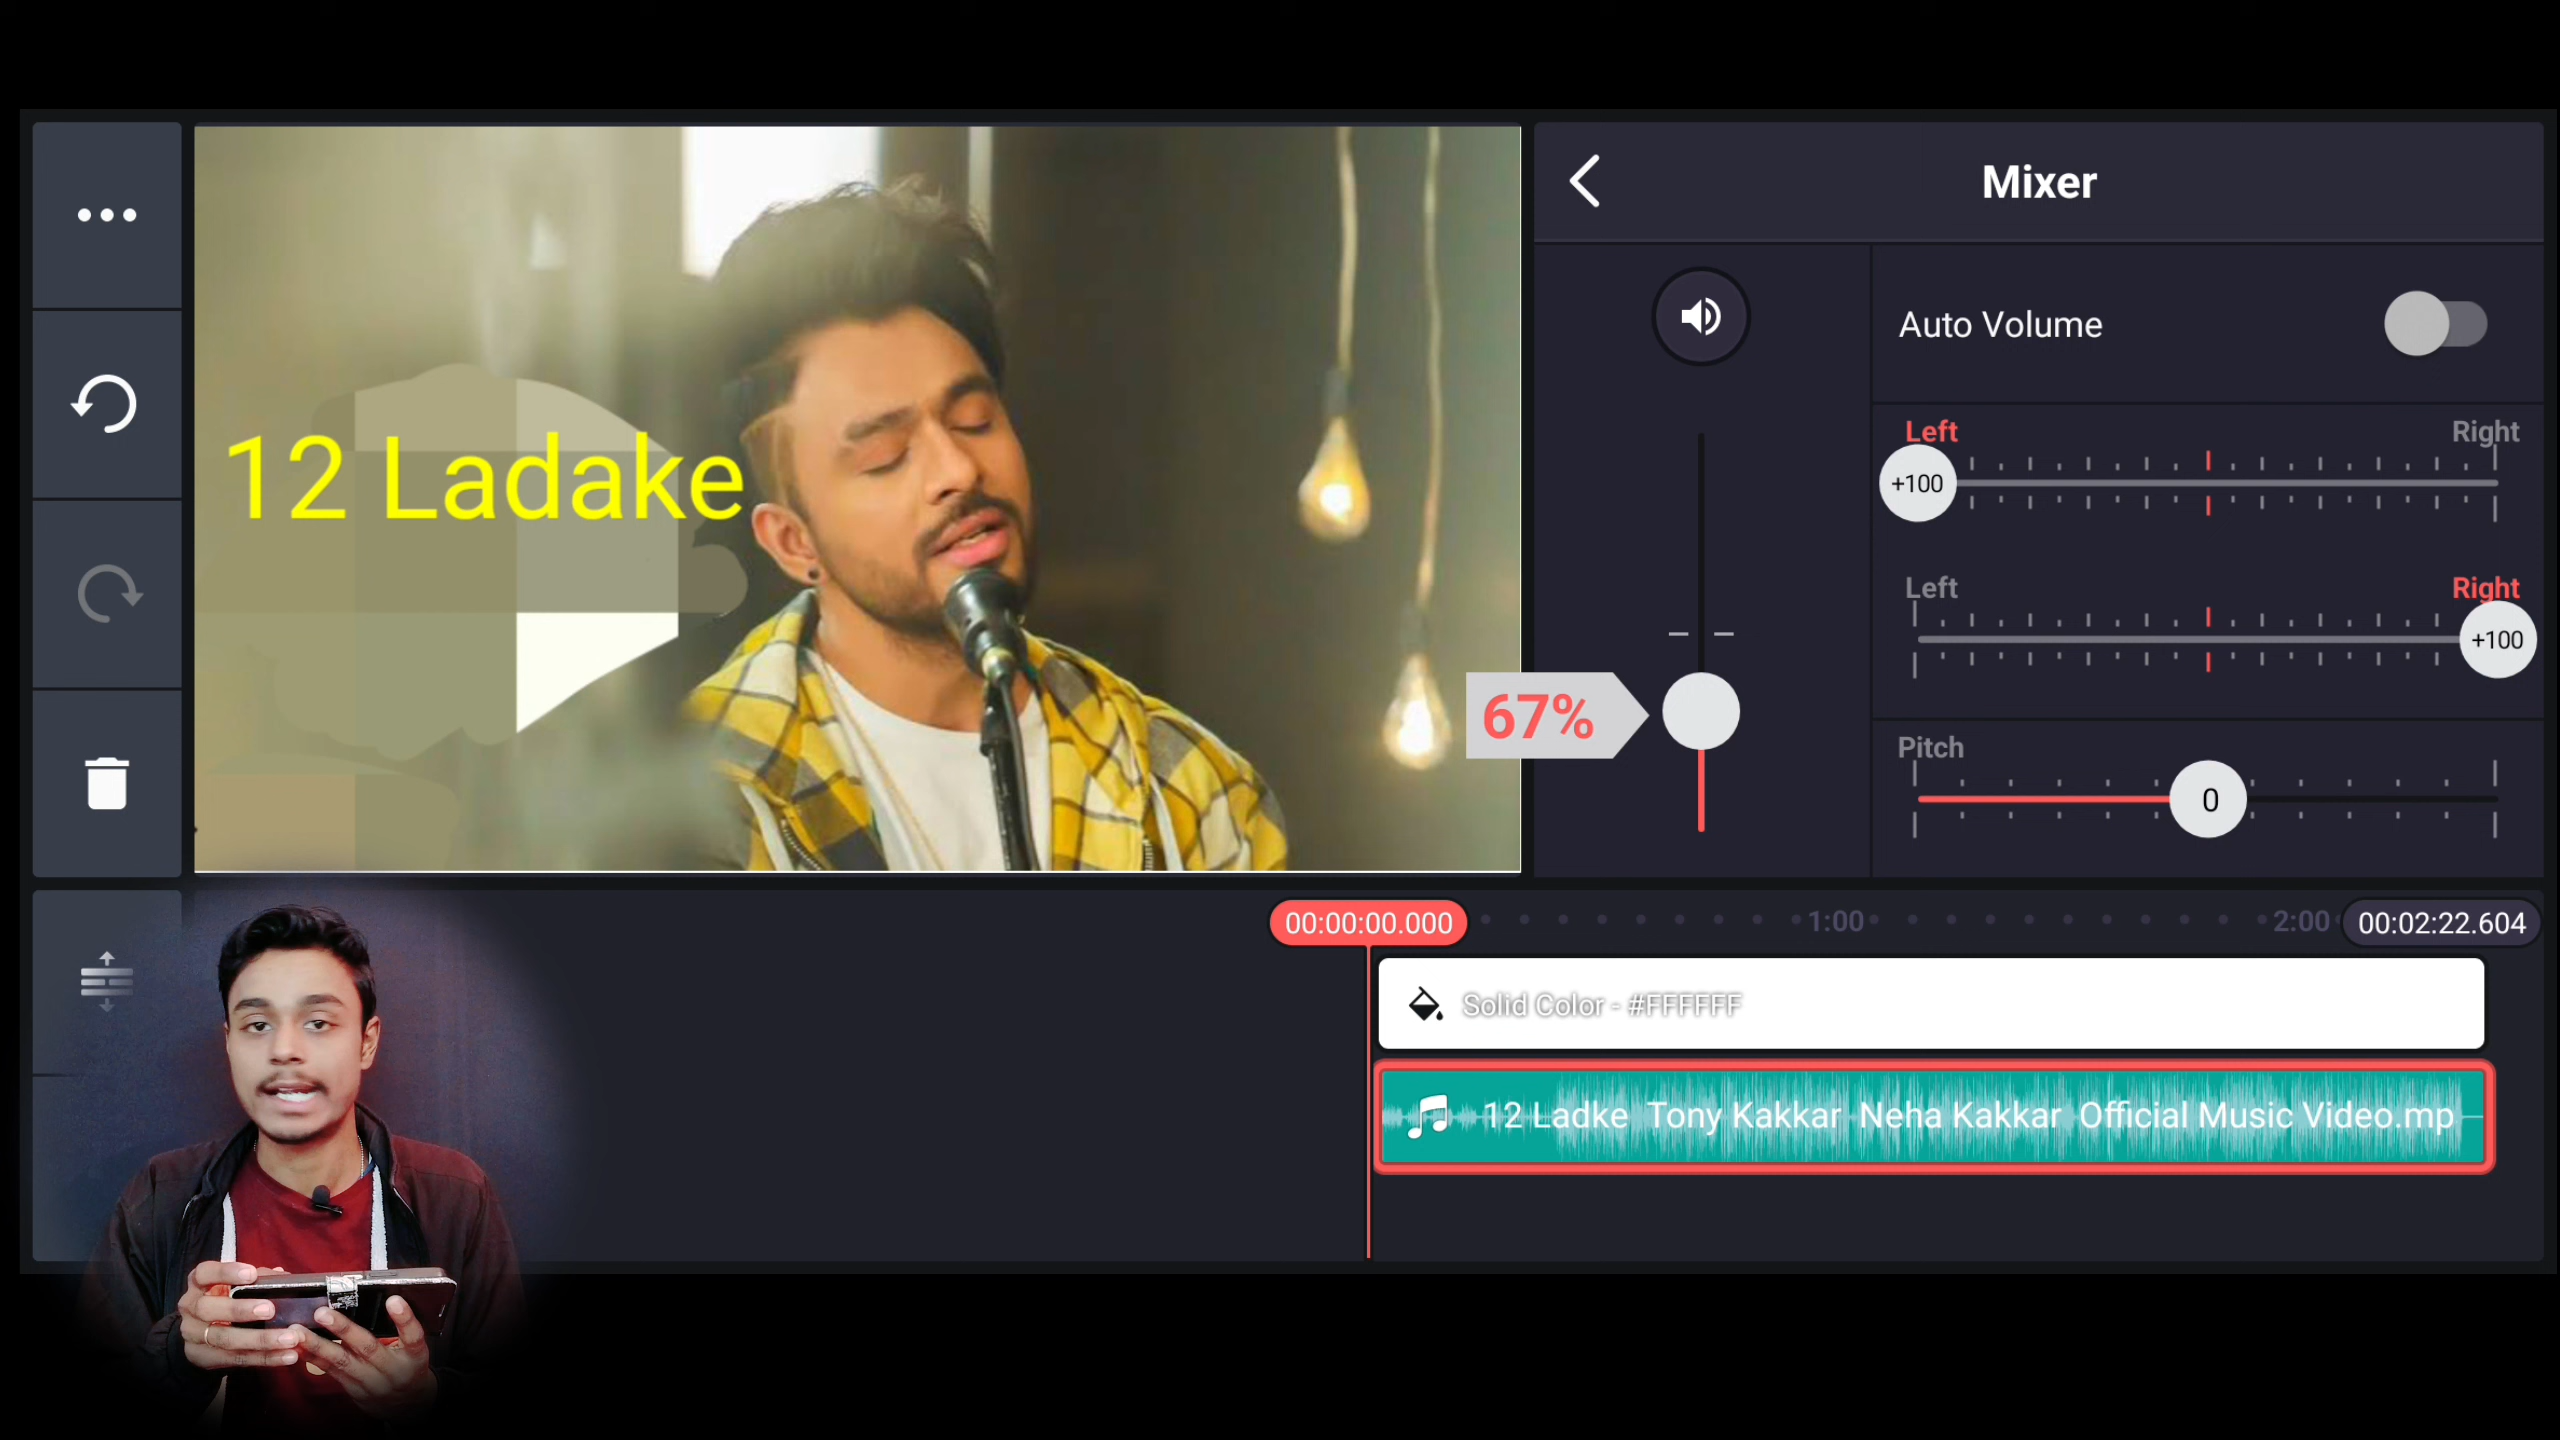 Mixer
12 Ladake
Auto Volume
Left
Right
+100
Left
Right
+100
67%
Pitch
0
00:00:00.000
1:00
2:00
00:02:22.604
Solid Color - #FFFFFF
12 Ladke Tony Kakkar Neha Kakkar Official Music Video.mp